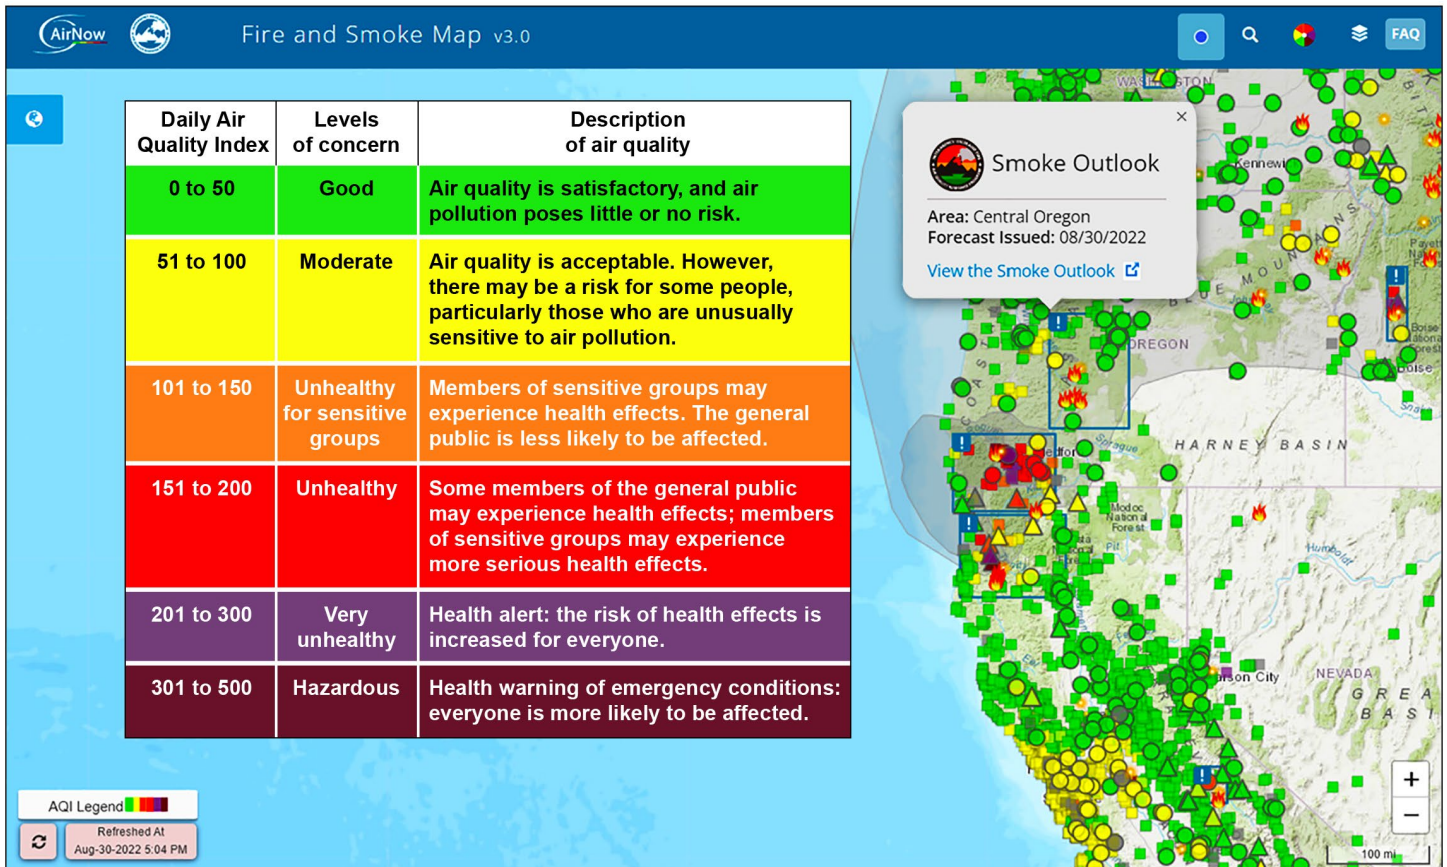 AirNow
Fire and Smoke Map v3.0
FAQ
Daily Air
Quality Index
Levels
of concern
Description
of air quality
0 to 50
Good
Air quality is satisfactory, and air
pollution poses little or no risk.
51 to 100
Moderate
Air quality is acceptable. However,
there may be a risk for some people,
particularly those who are unusually
sensitive to air pollution.
101 to 150
Unhealthy
for sensitive
groups
Members of sensitive groups may
experience health effects. The general
public is less likely to be affected.
151 to 200
Unhealthy
Some members of the general public
may experience health effects; members
of sensitive groups may experience
more serious health effects.
201 to 300
Very
unhealthy
Health alert: the risk of health effects is
increased for everyone.
301 to 500
Hazardous
Health warning of emergency conditions:
everyone is more likely to be affected.
Smoke Outlook
Area: Central Oregon
Forecast Issued: 08/30/2022
View the Smoke Outlook
OREGON
HARNEY BASIN
Sprague
Modoc
National
Forest
Pit
Humboldt
NEVADA
GREA
BASI
AQI Legend
Refreshed At
Aug-30-2022 5:04 PM
+
−
100 mi